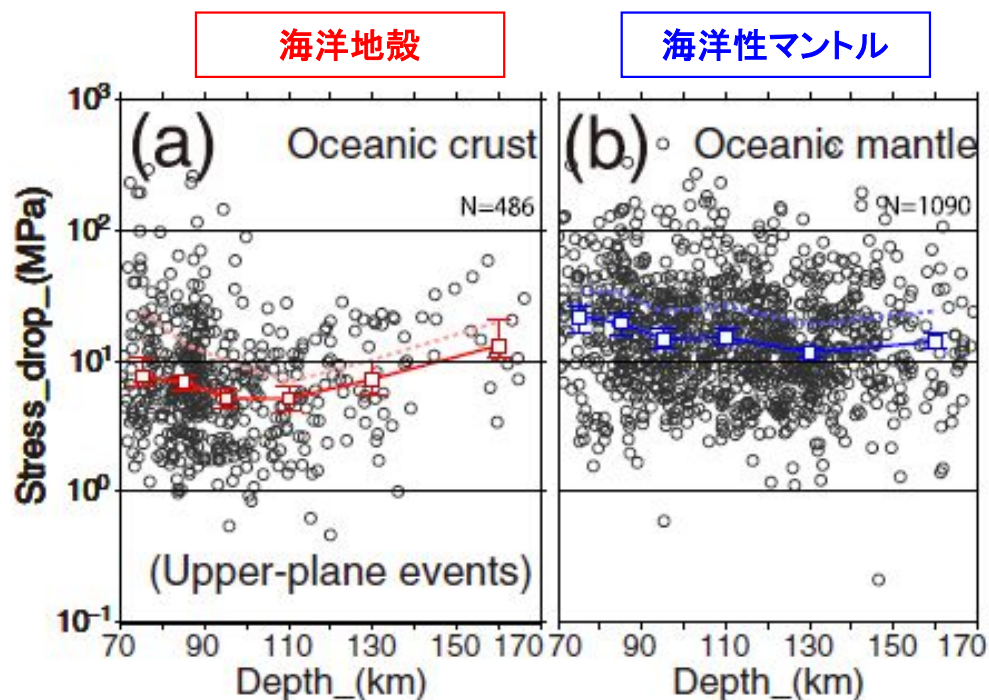 海洋地殻
海洋性マントル
(a) Oceanic crust
N=486
(Upper-plane events)
(b) Oceanic mantle
N=1090
Stress_drop_(MPa)
10³
10²
10¹
10⁰
10⁻¹
70 90 110 130 150 170
Depth_(km)
70 90 110 130 150 170
Depth_(km)